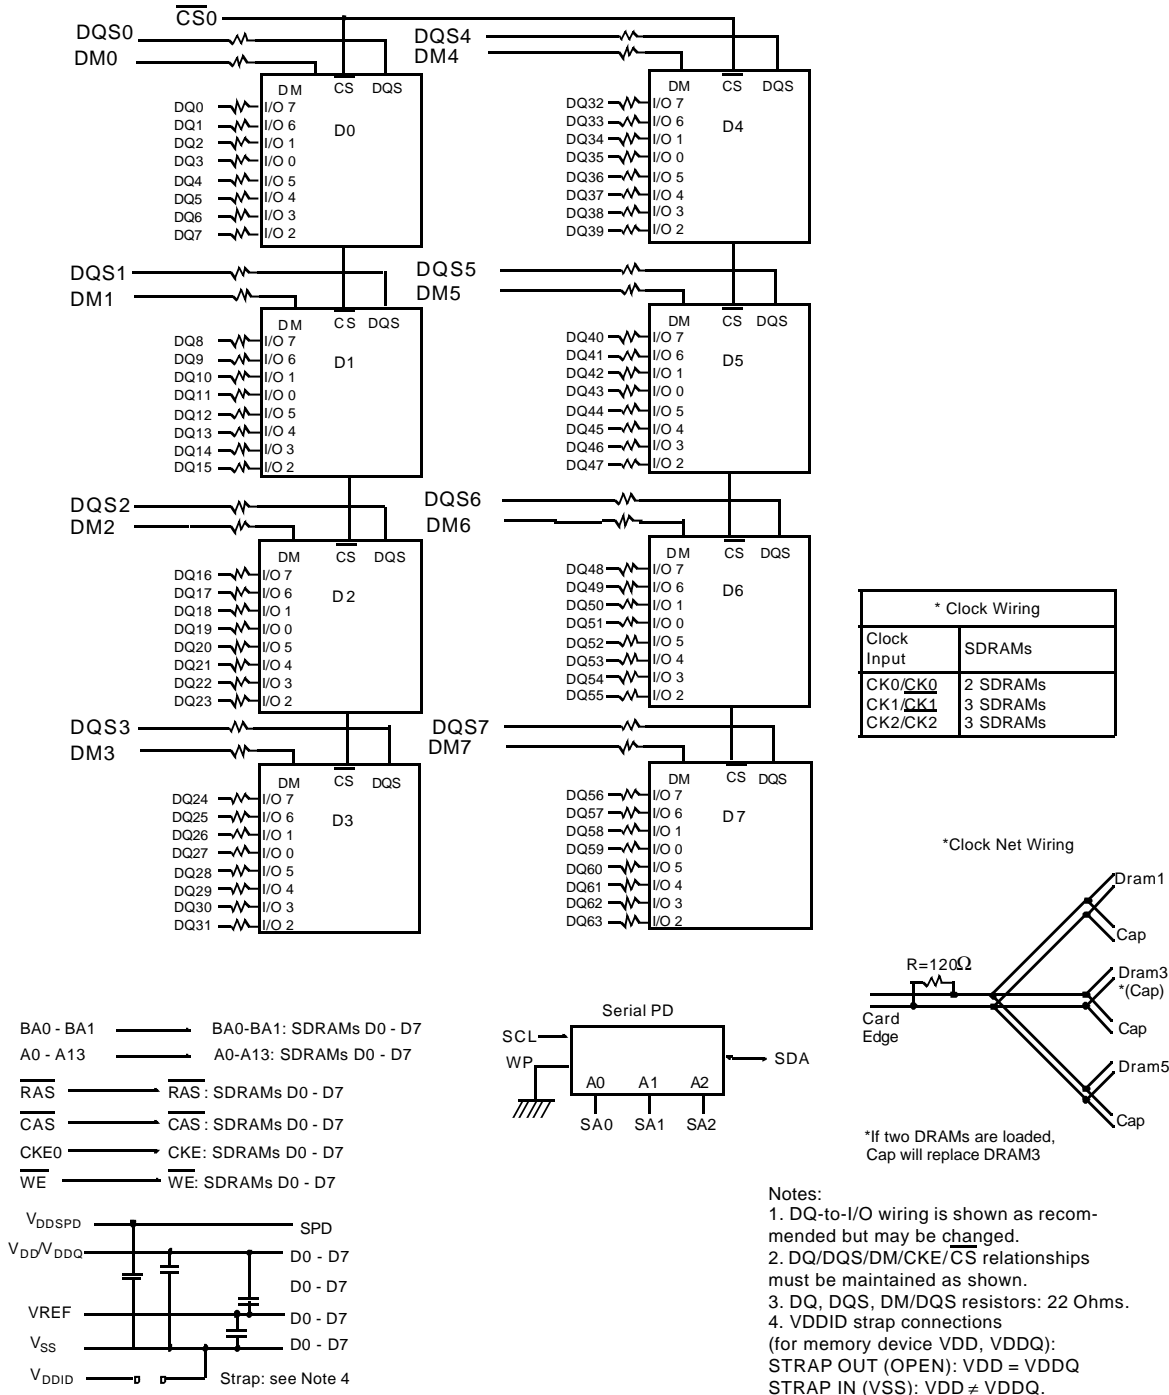 CS0
DQS0
DM0
DM CS DQS
D0
DQ0 I/O 7
DQ1 I/O 6
DQ2 I/O 1
DQ3 I/O 0
DQ4 I/O 5
DQ5 I/O 4
DQ6 I/O 3
DQ7 I/O 2
DQS4
DM4
DM CS DQS
D4
DQ32 I/O 7
DQ33 I/O 6
DQ34 I/O 1
DQ35 I/O 0
DQ36 I/O 5
DQ37 I/O 4
DQ38 I/O 3
DQ39 I/O 2
DQS1
DM1
DM CS DQS
D1
DQ8 I/O 7
DQ9 I/O 6
DQ10 I/O 1
DQ11 I/O 0
DQ12 I/O 5
DQ13 I/O 4
DQ14 I/O 3
DQ15 I/O 2
DQS5
DM5
DM CS DQS
D5
DQ40 I/O 7
DQ41 I/O 6
DQ42 I/O 1
DQ43 I/O 0
DQ44 I/O 5
DQ45 I/O 4
DQ46 I/O 3
DQ47 I/O 2
DQS2
DM2
DM CS DQS
D2
DQ16 I/O 7
DQ17 I/O 6
DQ18 I/O 1
DQ19 I/O 0
DQ20 I/O 5
DQ21 I/O 4
DQ22 I/O 3
DQ23 I/O 2
DQS6
DM6
DM CS DQS
D6
DQ48 I/O 7
DQ49 I/O 6
DQ50 I/O 1
DQ51 I/O 0
DQ52 I/O 5
DQ53 I/O 4
DQ54 I/O 3
DQ55 I/O 2
DQS3
DM3
DM CS DQS
D3
DQ24 I/O 7
DQ25 I/O 6
DQ26 I/O 1
DQ27 I/O 0
DQ28 I/O 5
DQ29 I/O 4
DQ30 I/O 3
DQ31 I/O 2
DQS7
DM7
DM CS DQS
D7
DQ56 I/O 7
DQ57 I/O 6
DQ58 I/O 1
DQ59 I/O 0
DQ60 I/O 5
DQ61 I/O 4
DQ62 I/O 3
DQ63 I/O 2
* Clock Wiring
Clock Input SDRAMs
CK0/CK0 2 SDRAMs
CK1/CK1 3 SDRAMs
CK2/CK2 3 SDRAMs
*Clock Net Wiring
Dram1
Cap
R=120Ω
Dram3
*(Cap)
Card
Edge
Cap
Dram5
Cap
*If two DRAMs are loaded,
Cap will replace DRAM3
BA0 - BA1 BA0-BA1: SDRAMs D0 - D7
A0 - A13 A0-A13: SDRAMs D0 - D7
RAS RAS: SDRAMs D0 - D7
CAS CAS: SDRAMs D0 - D7
CKE0 CKE: SDRAMs D0 - D7
WE WE: SDRAMs D0 - D7
Serial PD
SCL
WP
SDA
A0 A1 A2
SA0 SA1 SA2
VDDSPD SPD
VDD/VDDQ D0 - D7
D0 - D7
VREF D0 - D7
VSS D0 - D7
VDDID Strap: see Note 4
Notes:
1. DQ-to-I/O wiring is shown as recom-
mended but may be changed.
2. DQ/DQS/DM/CKE/CS relationships
must be maintained as shown.
3. DQ, DQS, DM/DQS resistors: 22 Ohms.
4. VDDID strap connections
(for memory device VDD, VDDQ):
STRAP OUT (OPEN): VDD = VDDQ
STRAP IN (VSS): VDD ≠ VDDQ.